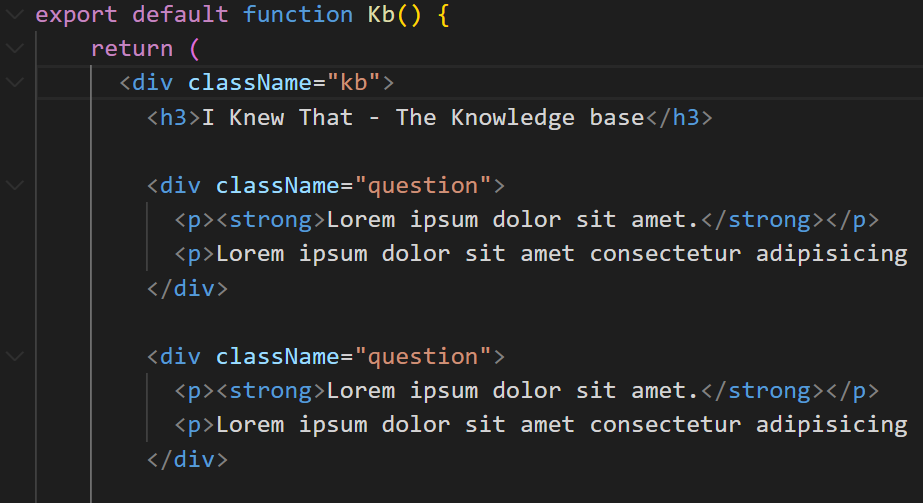 export default function Kb() {
return (
<div className="kb">
<h3>I Knew That - The Knowledge base</h3>
<div className="question">
<p><strong>Lorem ipsum dolor sit amet.</strong></p>
<p>Lorem ipsum dolor sit amet consectetur adipisicing
</div>
<div className="question">
<p><strong>Lorem ipsum dolor sit amet.</strong></p>
<p>Lorem ipsum dolor sit amet consectetur adipisicing
</div>